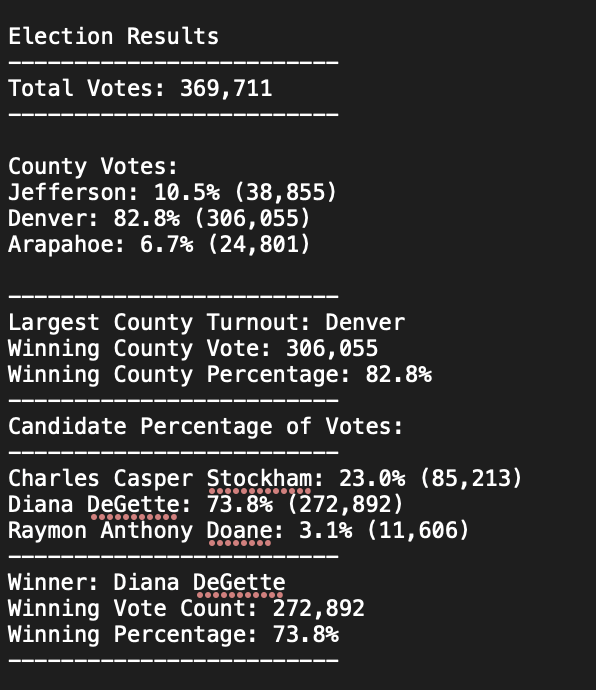 Election Results
-------------------------
Total Votes: 369,711
-------------------------
County Votes:
Jefferson: 10.5% (38,855)
Denver: 82.8% (306,055)
Arapahoe: 6.7% (24,801)
-------------------------
Largest County Turnout: Denver
Winning County Vote: 306,055
Winning County Percentage: 82.8%
-------------------------
Candidate Percentage of Votes:
-------------------------
Charles Casper Stockham: 23.0% (85,213)
Diana DeGette: 73.8% (272,892)
Raymon Anthony Doane: 3.1% (11,606)
-------------------------
Winner: Diana DeGette
Winning Vote Count: 272,892
Winning Percentage: 73.8%
-------------------------